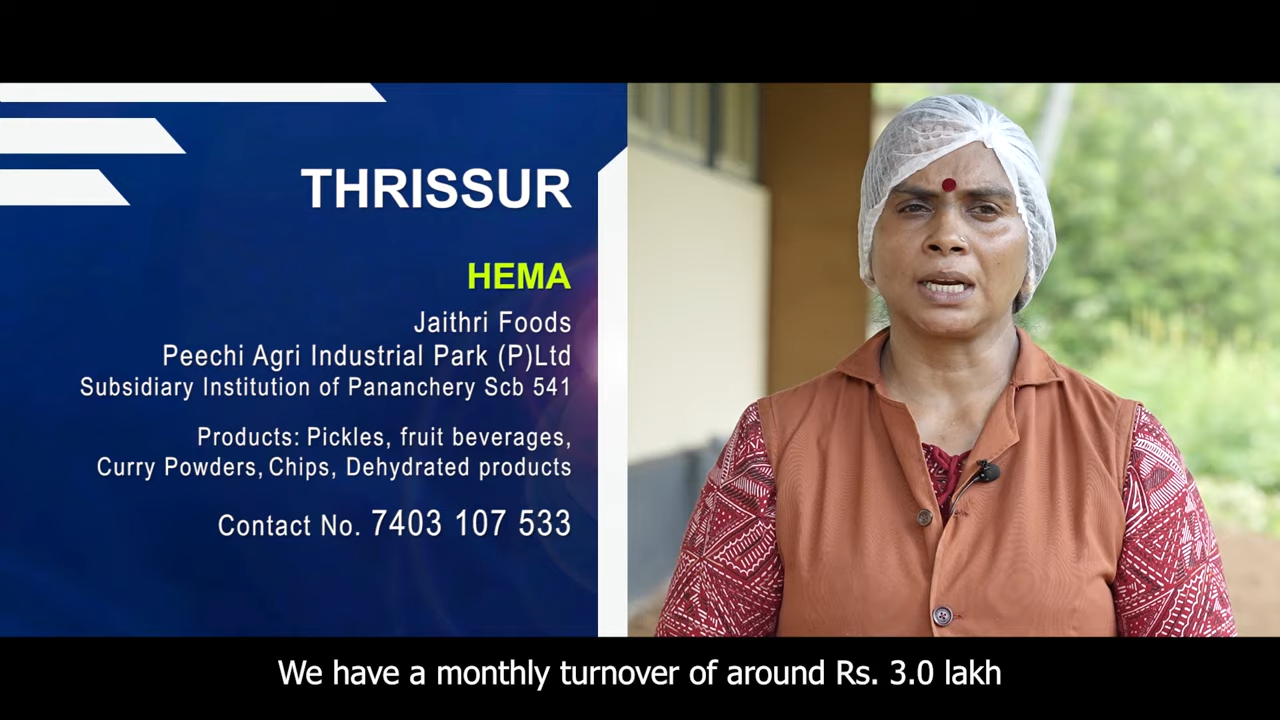 THRISSUR
HEMA
Jaithri Foods
Peechi Agri Industrial Park (P)Ltd
Subsidiary Institution of Pananchery Scb 541
Products: Pickles, fruit beverages,
Curry Powders, Chips, Dehydrated products
Contact No. 7403 107 533
We have a monthly turnover of around Rs. 3.0 lakh